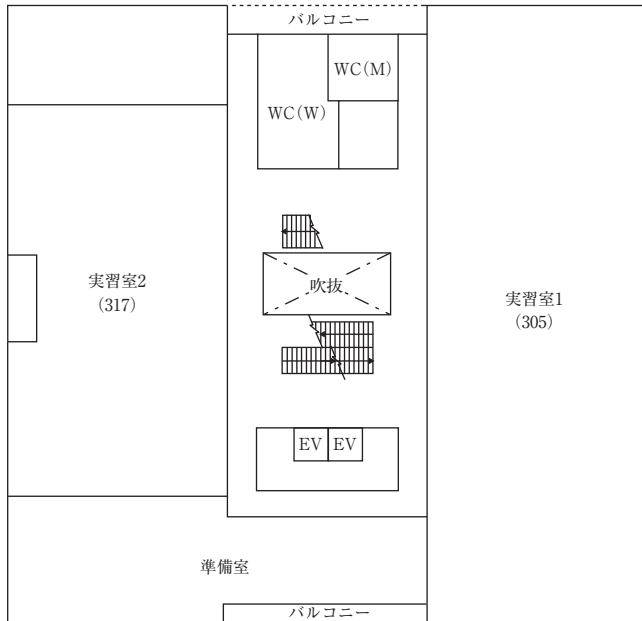 バルコニー
WC(M)
WC(W)
吹抜
実習室2
(317)
実習室1
(305)
EV
EV
準備室
バルコニー